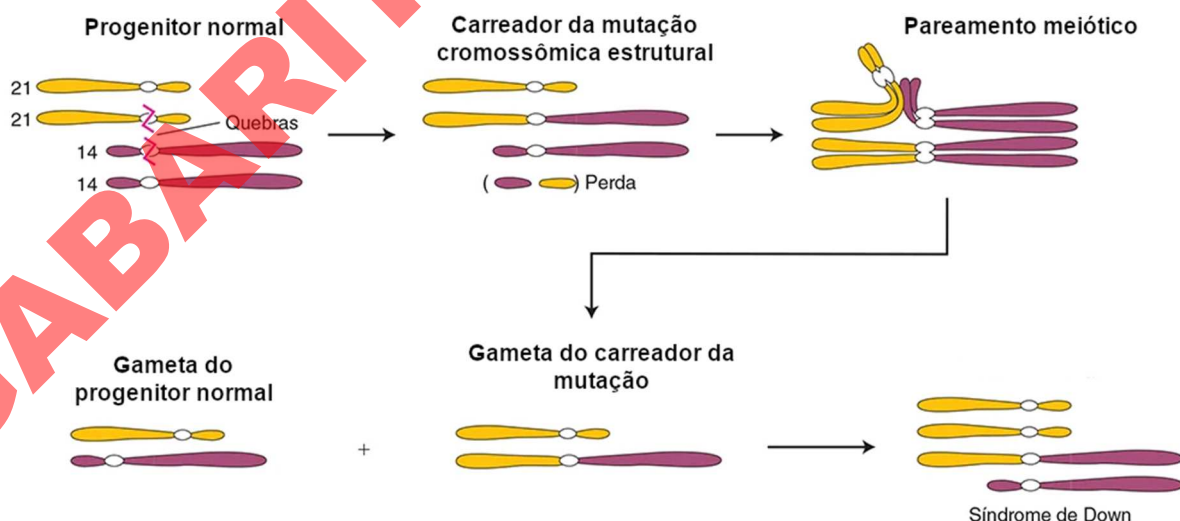 Progenitor normal
21
21
Quebras
14
14
Carreador da mutação
cromossômica estrutural
( ) Perda
Pareamento meiótico
Gameta do
progenitor normal
+
Gameta do carreador da
mutação
Síndrome de Down
GABARIT